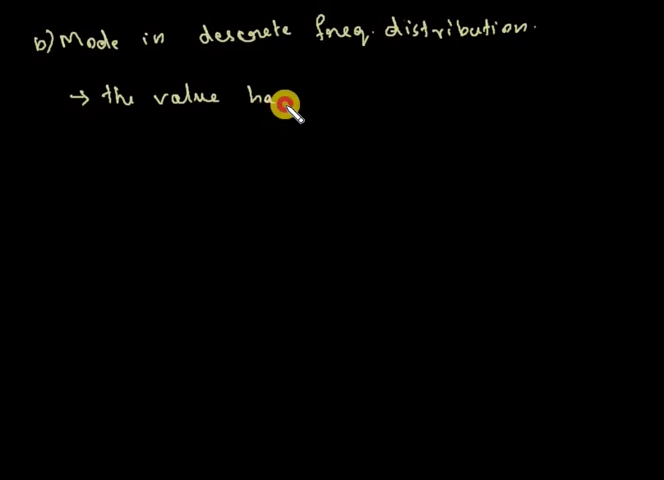 b) Mode in descrete freq. distribution.
→ the value ha